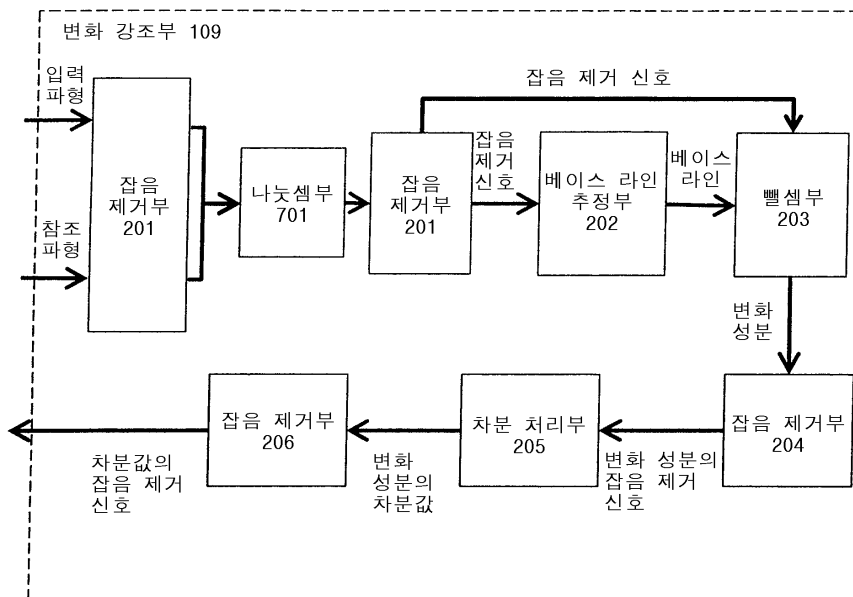 변화 강조부 109
입력
파형
참조
파형
잡음
제거부
201
나눗셈부
701
잡음
제거부
201
잡음
제거
신호
잡음 제거 신호
베이스 라인
추정부
202
베이스
라인
뺄셈부
203
변화
성분
잡음 제거부
204
변화 성분의
잡음 제거
신호
차분 처리부
205
변화
성분의
차분값
잡음 제거부
206
차분값의
잡음 제거
신호